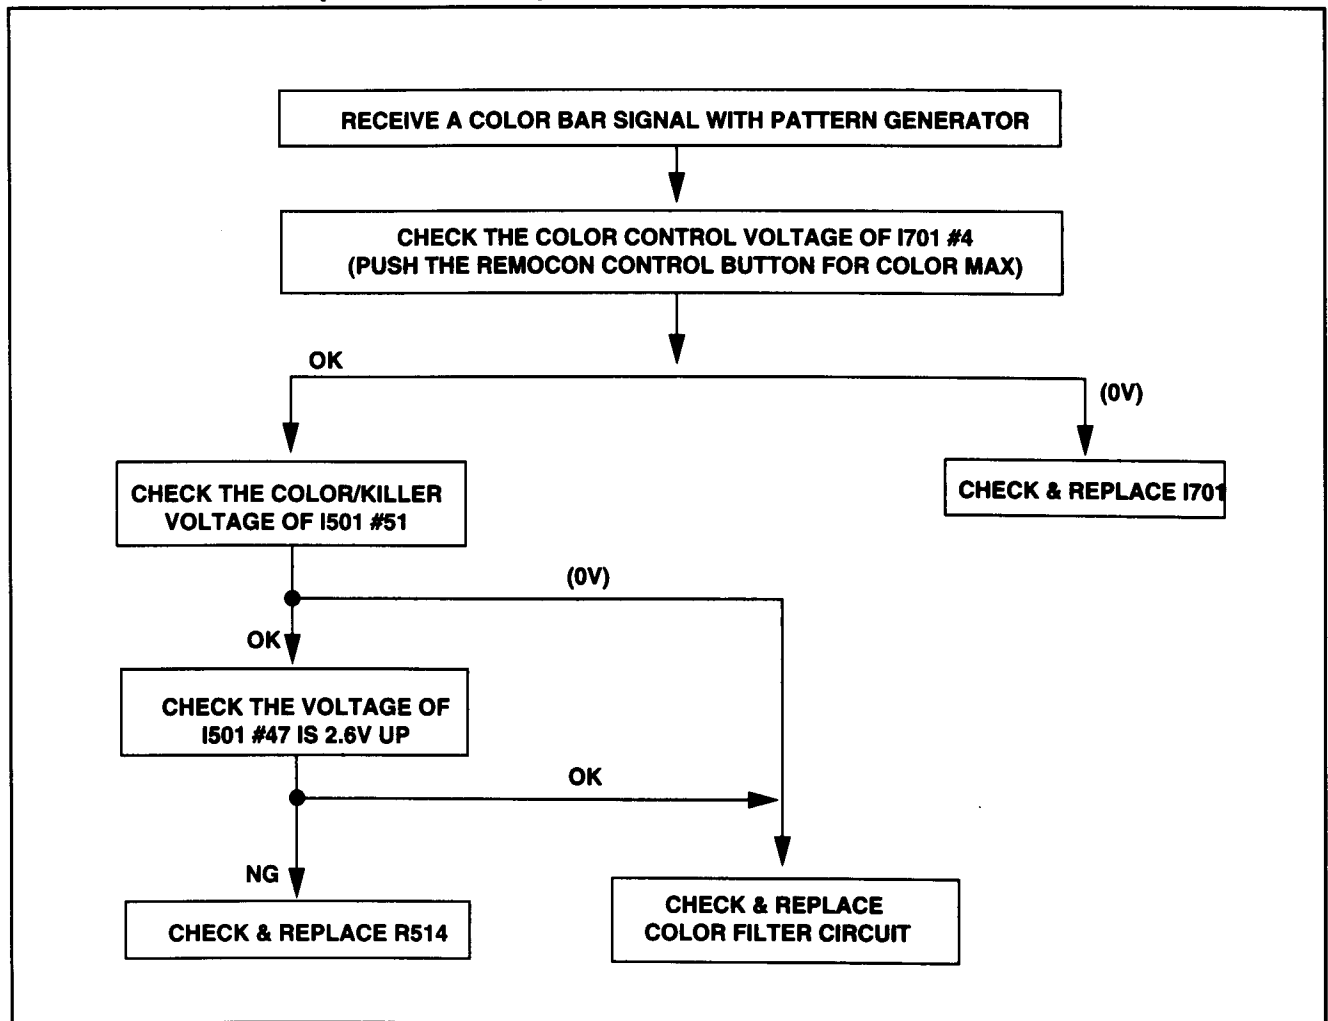 RECEIVE A COLOR BAR SIGNAL WITH PATTERN GENERATOR
CHECK THE COLOR CONTROL VOLTAGE OF I701 #4
(PUSH THE REMOCON CONTROL BUTTON FOR COLOR MAX)
OK
(0V)
CHECK THE COLOR/KILLER
VOLTAGE OF I501 #51
CHECK & REPLACE I701
(0V)
OK
CHECK THE VOLTAGE OF
I501 #47 IS 2.6V UP
OK
NG
CHECK & REPLACE R514
CHECK & REPLACE
COLOR FILTER CIRCUIT